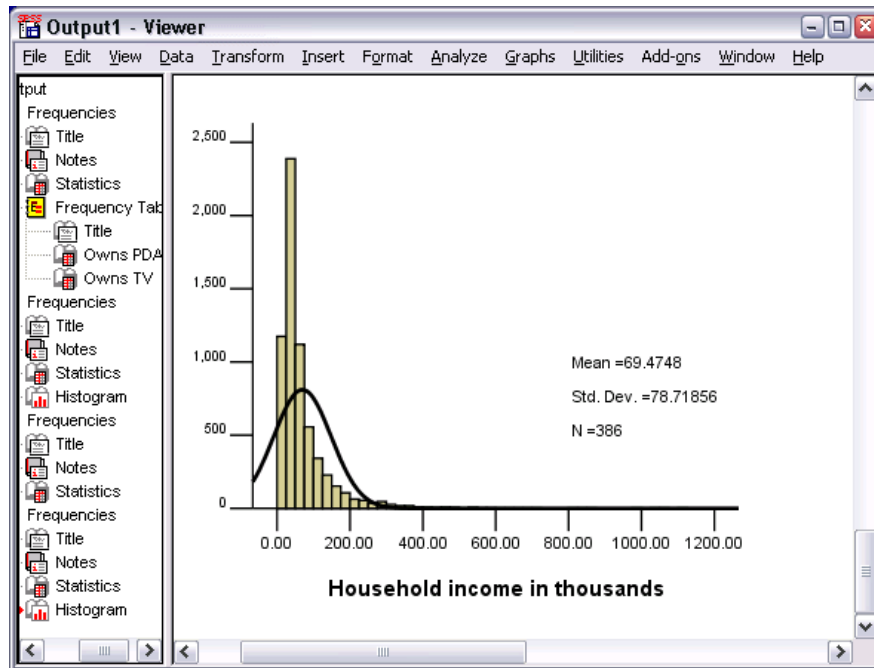 Output1 - Viewer
File Edit View Data Transform Insert Format Analyze Graphs Utilities Add-ons Window Help
tput
Frequencies
Title
Notes
Statistics
Frequency Tab
Title
Owns PDA
Owns TV
Frequencies
Title
Notes
Statistics
Histogram
Frequencies
Title
Notes
Statistics
Frequencies
Title
Notes
Statistics
Histogram
2,500
2,000
1,500
1,000
500
0
0.00 200.00 400.00 600.00 800.00 1000.00 1200.00
Household income in thousands
Mean =69.4748
Std. Dev. =78.71856
N =386